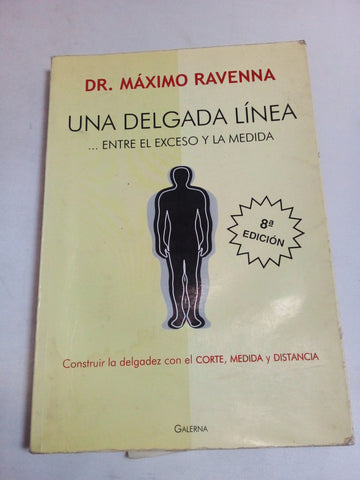 DR. MÁXIMO RAVENNA
UNA DELGADA LÍNEA
... ENTRE EL EXCESO Y LA MEDIDA
8ª
EDICIÓN
Construir la delgadez con el CORTE, MEDIDA y DISTANCIA
GALERNA